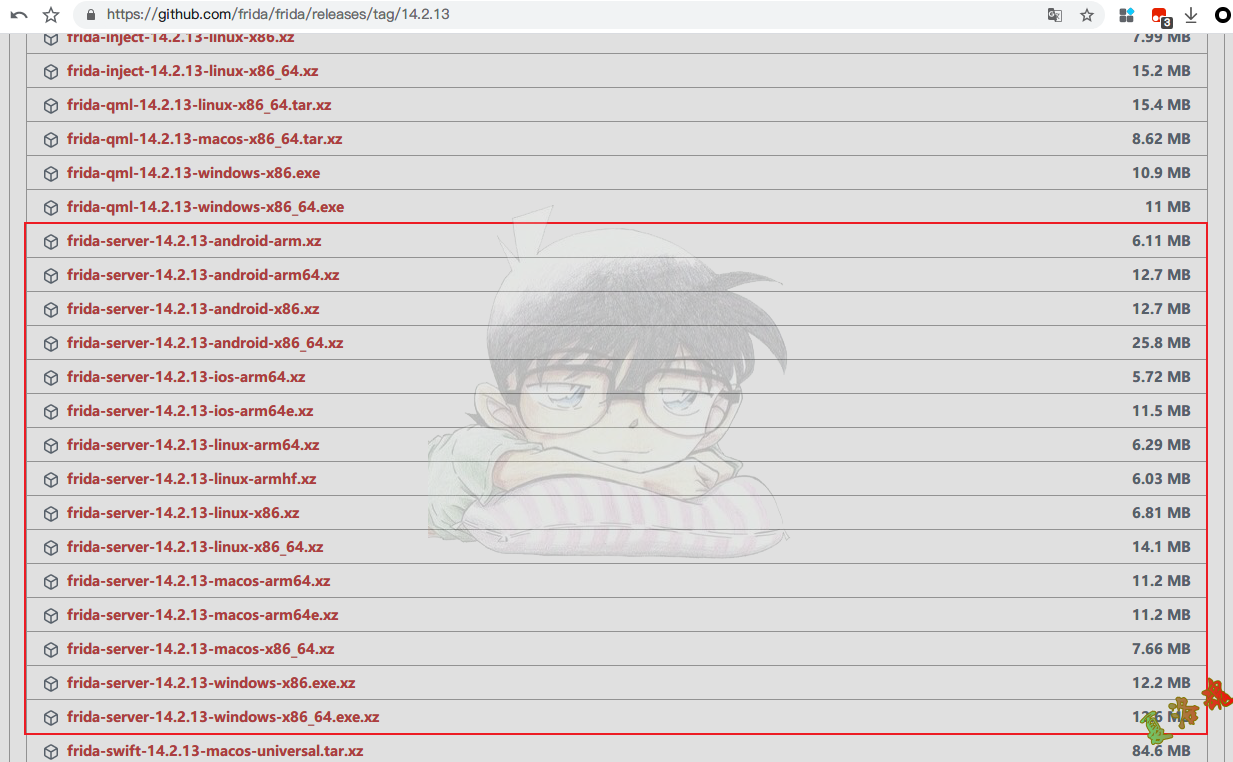 https://github.com/frida/frida/releases/tag/14.2.13
3
frida-inject-14.2.13-linux-x86.xz 7.99 MB
frida-inject-14.2.13-linux-x86_64.xz 15.2 MB
frida-qml-14.2.13-linux-x86_64.tar.xz 15.4 MB
frida-qml-14.2.13-macos-x86_64.tar.xz 8.62 MB
frida-qml-14.2.13-windows-x86.exe 10.9 MB
frida-qml-14.2.13-windows-x86_64.exe 11 MB
frida-server-14.2.13-android-arm.xz 6.11 MB
frida-server-14.2.13-android-arm64.xz 12.7 MB
frida-server-14.2.13-android-x86.xz 12.7 MB
frida-server-14.2.13-android-x86_64.xz 25.8 MB
frida-server-14.2.13-ios-arm64.xz 5.72 MB
frida-server-14.2.13-ios-arm64e.xz 11.5 MB
frida-server-14.2.13-linux-arm64.xz 6.29 MB
frida-server-14.2.13-linux-armhf.xz 6.03 MB
frida-server-14.2.13-linux-x86.xz 6.81 MB
frida-server-14.2.13-linux-x86_64.xz 14.1 MB
frida-server-14.2.13-macos-arm64.xz 11.2 MB
frida-server-14.2.13-macos-arm64e.xz 11.2 MB
frida-server-14.2.13-macos-x86_64.xz 7.66 MB
frida-server-14.2.13-windows-x86.exe.xz 12.2 MB
frida-server-14.2.13-windows-x86_64.exe.xz
frida-swift-14.2.13-macos-universal.tar.xz 84.6 MB